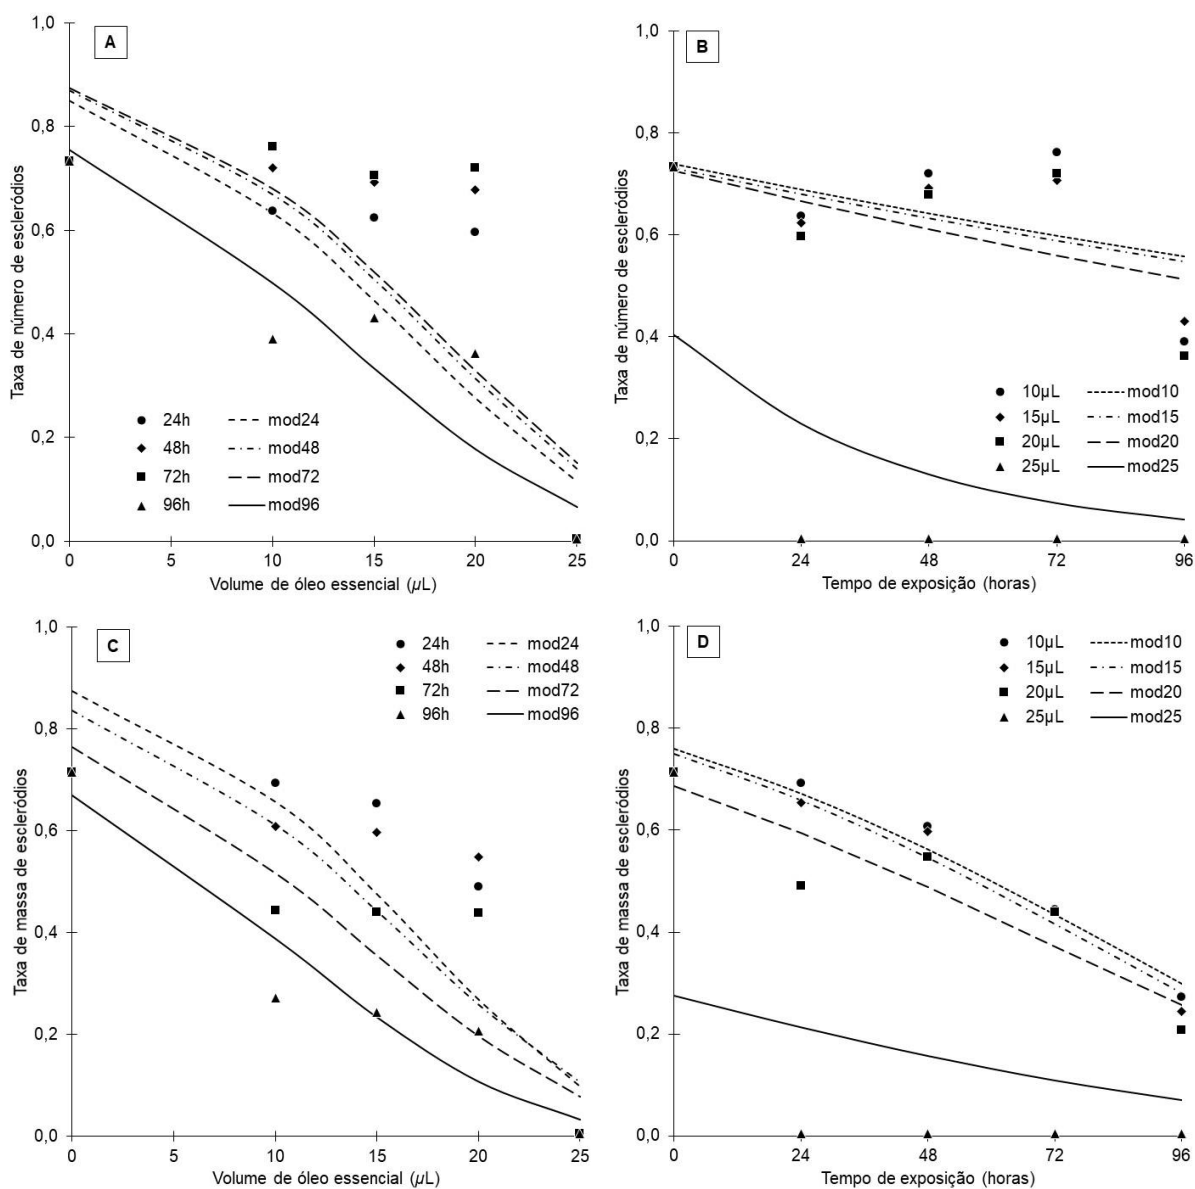 A
Taxa de número de escleródios
1,0
0,8
0,6
0,4
0,2
0,0
24h mod24
48h mod48
72h mod72
96h mod96
0 5 10 15 20 25
Volume de óleo essencial (µL)
B
Taxa de número de escleródios
1,0
0,8
0,6
0,4
0,2
0,0
10µL mod10
15µL mod15
20µL mod20
25µL mod25
0 24 48 72 96
Tempo de exposição (horas)
C
Taxa de massa de escleródios
1,0
0,8
0,6
0,4
0,2
0,0
24h mod24
48h mod48
72h mod72
96h mod96
0 5 10 15 20 25
Volume de óleo essencial (µL)
D
Taxa de massa de escleródios
1,0
0,8
0,6
0,4
0,2
0,0
10µL mod10
15µL mod15
20µL mod20
25µL mod25
0 24 48 72 96
Tempo de exposição (horas)